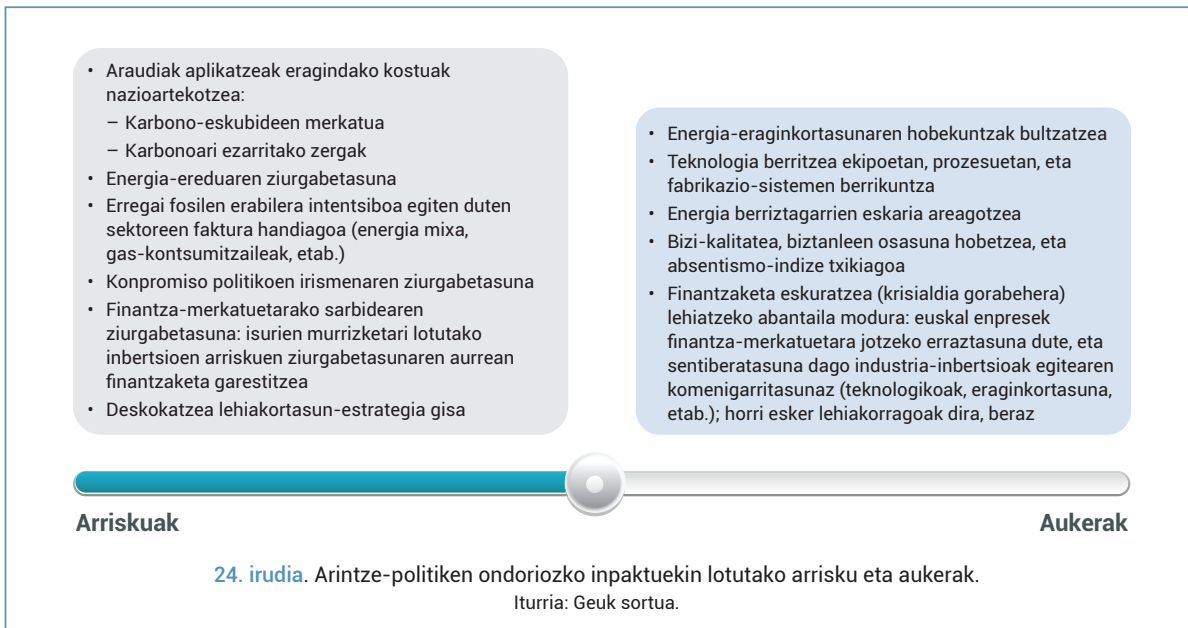 • Araudiak aplikatzeak eragindako kostuak
nazioartekotzea:
– Karbono-eskubideen merkatua
– Karbonoari ezarritako zergak
• Energia-ereduaren ziurgabetasuna
• Erregai fosilen erabilera intentsiboa egiten duten
sektoreen faktura handiagoa (energia mixa,
gas-kontsumitzaileak, etab.)
• Konpromiso politikoen irismenaren ziurgabetasuna
• Finantza-merkatuetarako sarbidearen
ziurgabetasuna: isurien murrizketari lotutako
inbertsioen arriskuen ziurgabetasunaren aurrean
finantzaketa garestitzea
• Deskokatzea lehiakortasun-estrategia gisa
• Energia-eraginkortasunaren hobekuntzak bultzatzea
• Teknologia berritzea ekipoetan, prozesuetan, eta
fabrikazio-sistemen berrikuntza
• Energia berriztagarrien eskaria areagotzea
• Bizi-kalitatea, biztanleen osasuna hobetzea, eta
absentismo-indize txikiagoa
• Finantzaketa eskuratzea (krisialdia gorabehera)
lehiatzeko abantaila modura: euskal enpresek
finantza-merkatuetara jotzeko erraztasuna dute, eta
sentiberatasuna dago industria-inbertsioak egitearen
komenigarritasunaz (teknologikoak, eraginkortasuna,
etab.); horri esker lehiakorragoak dira, beraz
Arriskuak
Aukerak
24. irudia. Arintze-politiken ondoriozko inpaktuekin lotutako arrisku eta aukerak.
Iturria: Geuk sortua.